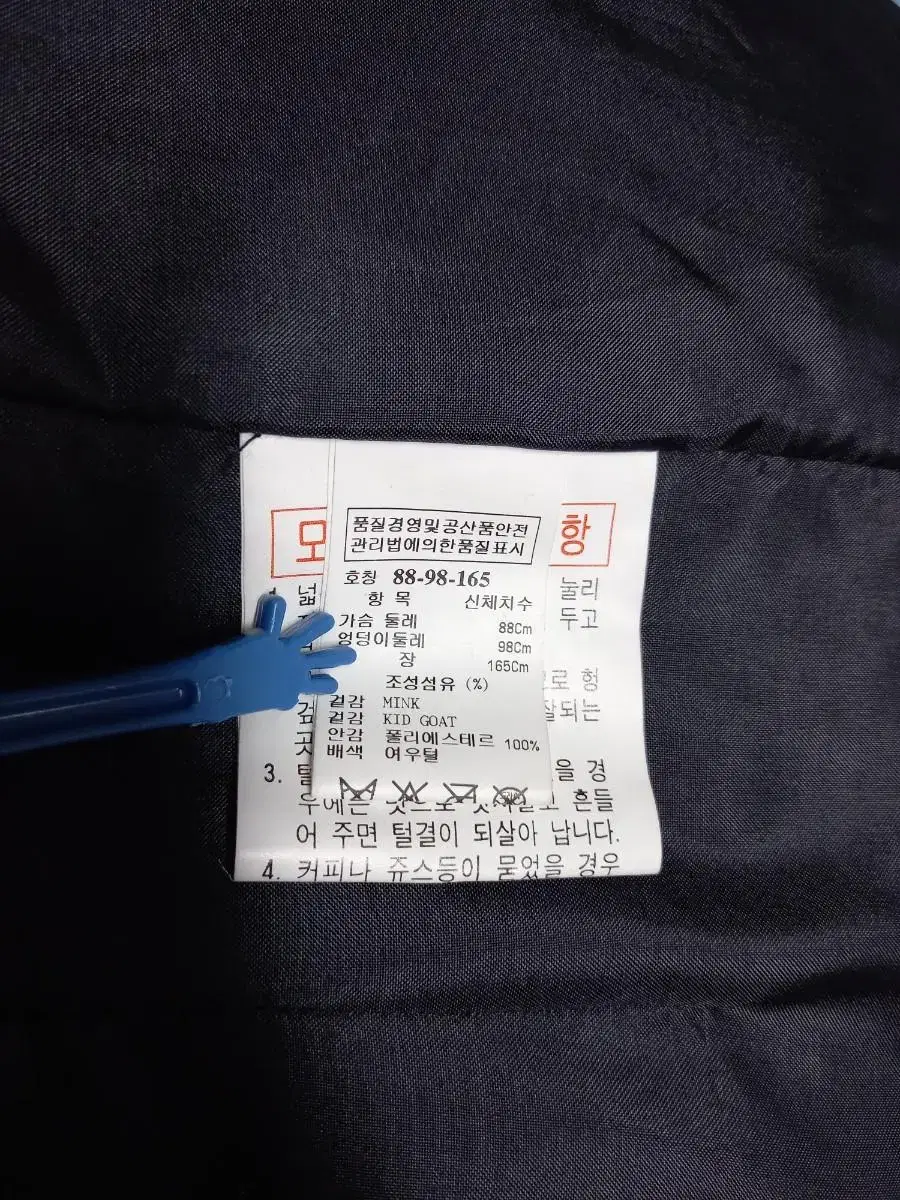 품질경영및공산품안전
관리법에의한품질표시
호칭 88-98-165
항 목 신체치수
가슴 둘레 88Cm
엉덩이둘레 98Cm
장 165Cm
조성섬유 (%)
겉감 MINK
겉감 KID GOAT
안감 폴리에스테르 100%
배색 여우털
항
넓 눌리
두고
로 헝
잘되는
곳
3. 털 을 경
우에는 흔들
어 주면 털결이 되살아 납니다.
4. 커피나 쥬스등이 묻었을 경우